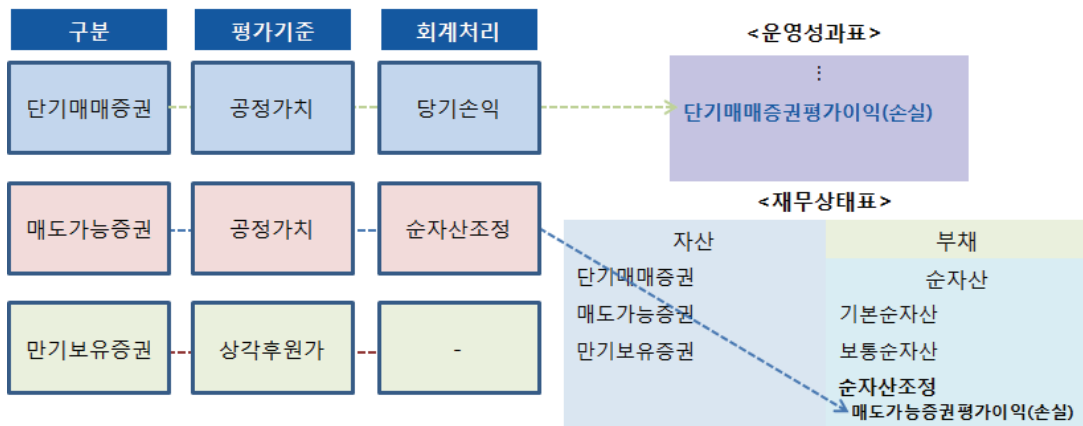 구분 평가기준 회계처리
단기매매증권 공정가치 당기손익
매도가능증권 공정가치 순자산조정
만기보유증권 상각후원가 -
<운영성과표>
⋮
단기매매증권평가이익(손실)
<재무상태표>
자산 부채
단기매매증권 순자산
매도가능증권 기본순자산
만기보유증권 보통순자산
순자산조정
매도가능증권평가이익(손실)